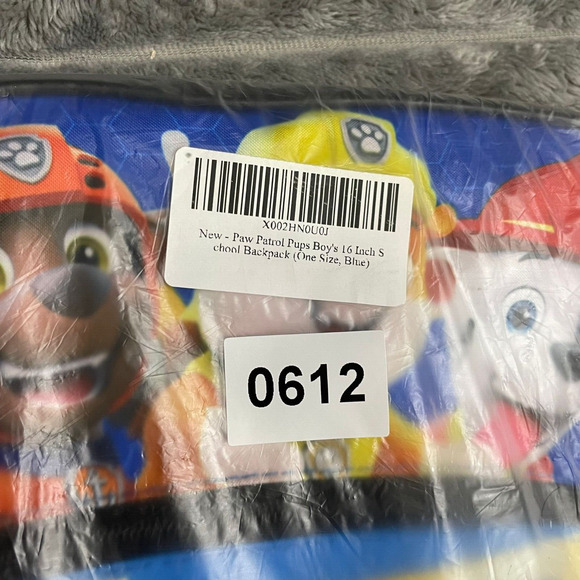 X002HN0U0J
New - Paw Patrol Pups Boy's 16 Inch S
chool Backpack (One Size, Blue)
0612